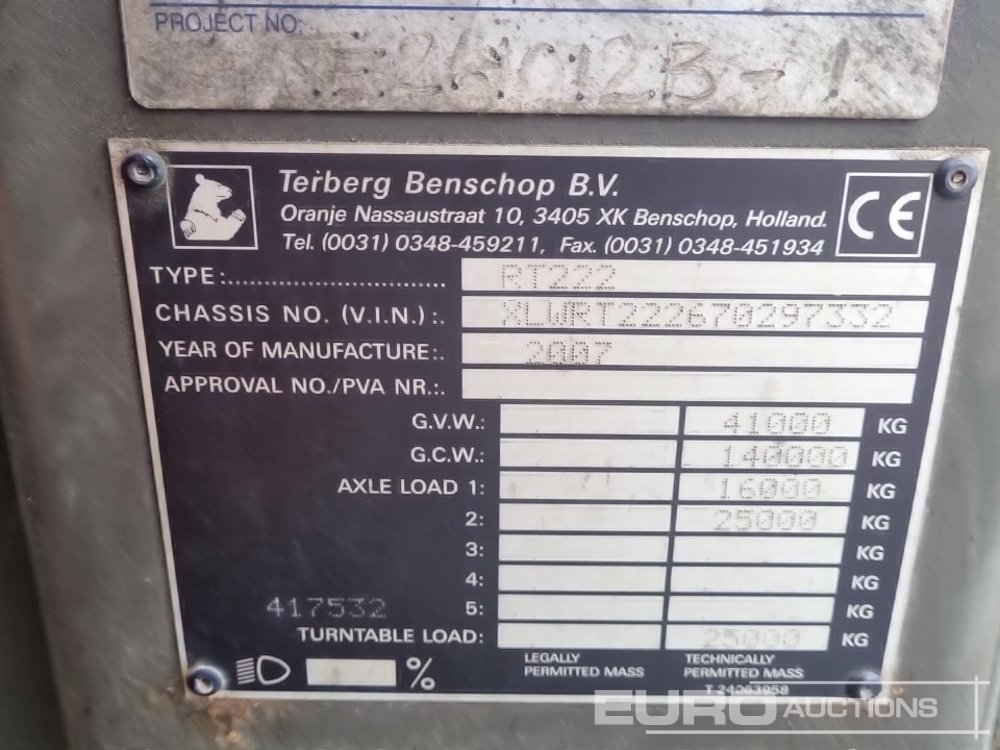 PROJECT NO:
E261012B-1
Terberg Benschop B.V.
Oranje Nassaustraat 10, 3405 XK Benschop, Holland.
Tel. (0031) 0348-459211, Fax. (0031) 0348-451934
CE
TYPE:............................. RT222
CHASSIS NO. (V.I.N.):. XLWRT222670297332
YEAR OF MANUFACTURE:. 2007
APPROVAL NO./PVA NR.:.
G.V.W.: 41000 KG
G.C.W.: 140000 KG
AXLE LOAD 1: 16000 KG
2: 25000 KG
3: KG
4: KG
417532 5: KG
TURNTABLE LOAD: 25000 KG
%
LEGALLY PERMITTED MASS
TECHNICALLY PERMITTED MASS
T 24063958
EURO AUCTIONS